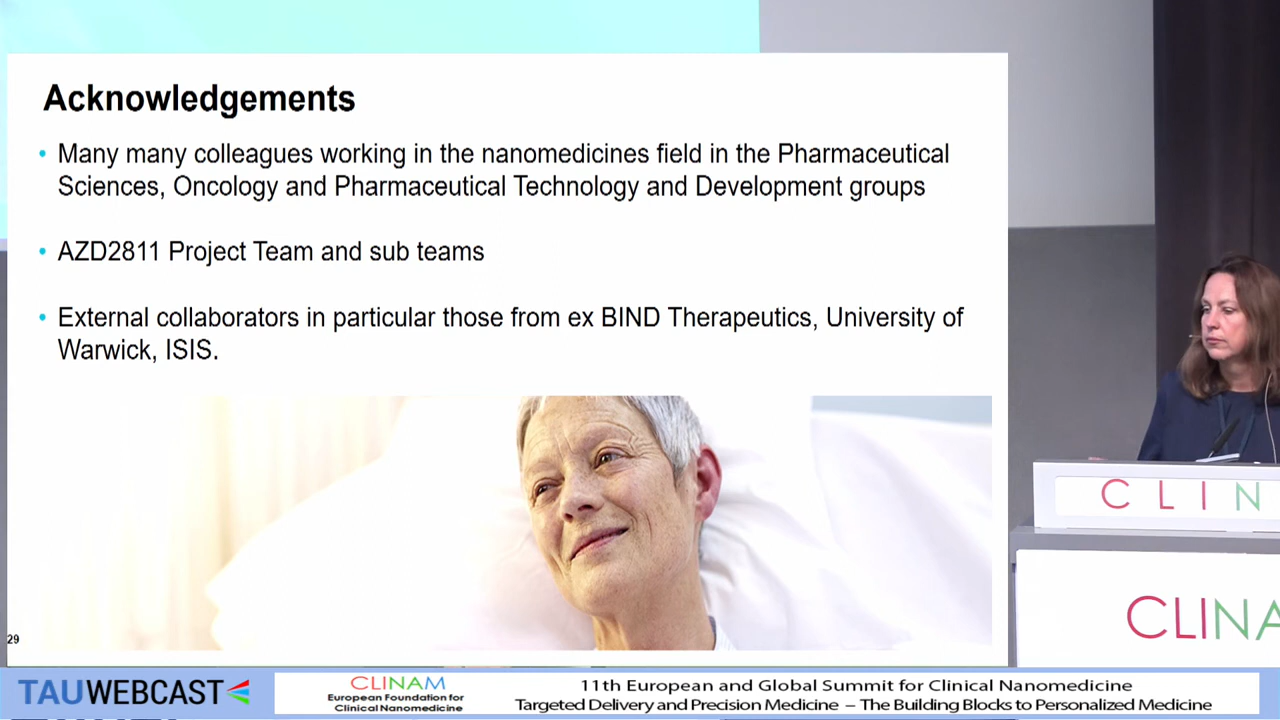 Acknowledgements
• Many many colleagues working in the nanomedicines field in the Pharmaceutical
Sciences, Oncology and Pharmaceutical Technology and Development groups
• AZD2811 Project Team and sub teams
• External collaborators in particular those from ex BIND Therapeutics, University of
Warwick, ISIS.
29
CLIN
CLINA
TAUWEBCAST
CLINAM
European Foundation for
Clinical Nanomedicine
11th European and Global Summit for Clinical Nanomedicine
Targeted Delivery and Precision Medicine – The Building Blocks to Personalized Medicine